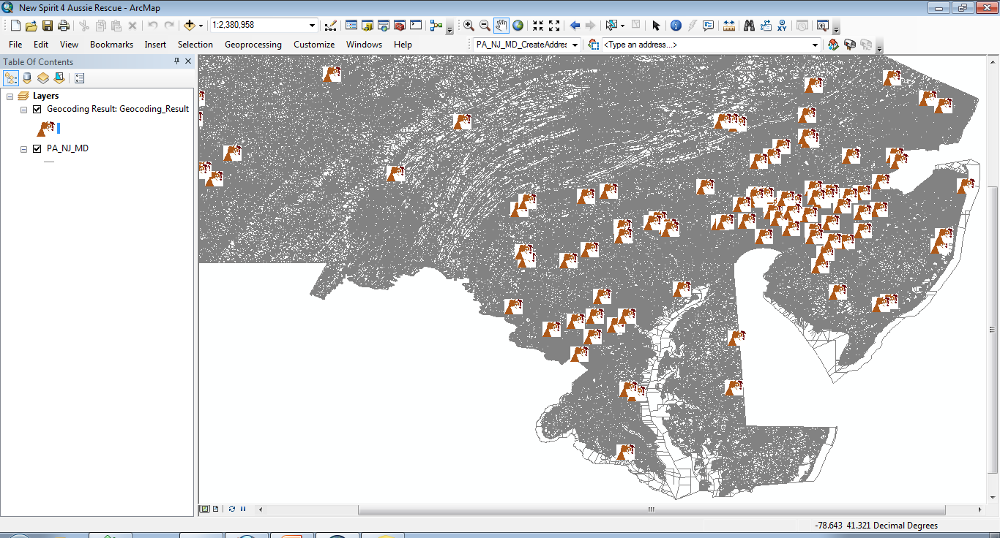 New Spirit 4 Aussie Rescue - ArcMap
1:2,380,958
File Edit View Bookmarks Insert Selection Geoprocessing Customize Windows Help
PA_NJ_MD_CreateAddres
<Type an address...>
Table Of Contents
Layers
Geocoding Result: Geocoding_Result
PA_NJ_MD
-78.643 41.321 Decimal Degrees